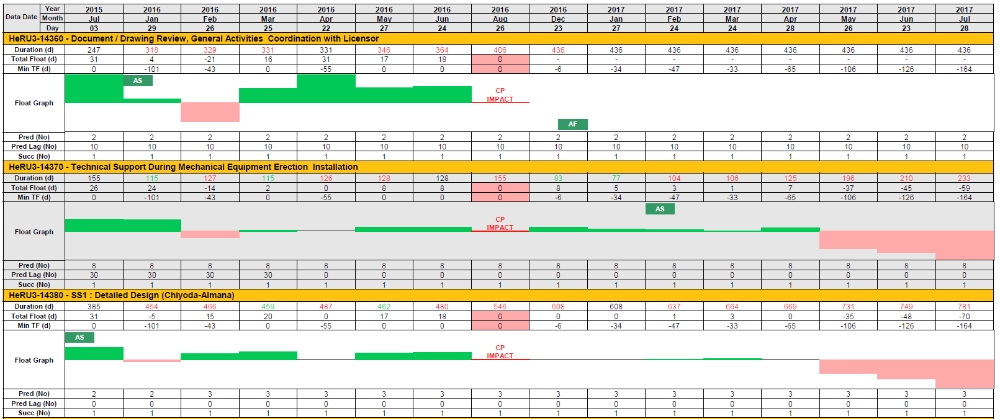 Data Date Year 2015 2016 2016 2016 2016 2016 2016 2016 2016 2017 2017 2017 2017 2017 2017 2017
Month Jul Jan Feb Mar Apr May Jun Aug Dec Jan Feb Mar Apr May Jun Jul
Day 03 29 26 25 22 27 24 26 23 27 24 24 28 26 23 28
HeRU3-14360 - Document / Drawing Review, General Activities Coordination with Licensor
Duration (d) 247 318 329 331 331 346 364 406 436 436 436 436 436 436 436 436
Total Float (d) 31 4 -21 16 31 17 18 0 - - - - - - - -
Min TF (d) 0 -101 -43 0 -55 0 0 0 -6 -34 -47 -33 -65 -106 -126 -164
AS
CP
IMPACT
Float Graph
AF
Pred (No) 2 2 2 2 2 2 2 2 2 2 2 2 2 2 2 2
Pred Lag (No) 10 10 10 10 10 10 10 10 10 10 10 10 10 10 10 10
Succ (No) 1 1 1 1 1 1 1 1 1 1 1 1 1 1 1 1
HeRU3-14370 - Technical Support During Mechanical Equipment Erection Installation
Duration (d) 155 115 127 115 126 128 128 155 83 77 104 106 125 196 210 233
Total Float (d) 26 24 -14 2 0 8 8 0 8 5 3 1 7 -37 -45 -59
Min TF (d) 0 -101 -43 0 -55 0 0 0 -6 -34 -47 -33 -65 -106 -126 -164
AS
CP
IMPACT
Float Graph
Pred (No) 8 8 8 8 8 8 8 8 8 8 8 8 8 8 8 8
Pred Lag (No) 30 30 30 30 0 0 0 0 0 0 0 0 0 0 0 0
Succ (No) 1 1 1 1 1 1 1 1 1 1 1 1 1 1 1 1
HeRU3-14380 - SS1 : Detailed Design (Chiyoda-Almana)
Duration (d) 385 454 466 459 487 462 480 546 608 608 637 664 669 731 749 781
Total Float (d) 31 -5 15 20 0 17 18 0 0 0 1 3 0 -35 -48 -70
Min TF (d) 0 -101 -43 0 -55 0 0 0 -6 -34 -47 -33 -65 -106 -126 -164
AS
CP
IMPACT
Float Graph
Pred (No) 2 2 3 3 3 3 3 3 3 3 3 3 3 3 3 3
Pred Lag (No) 0 0 0 0 0 0 0 0 0 0 0 0 0 0 0 0
Succ (No) 1 1 1 1 1 1 1 1 1 1 1 1 1 1 1 1